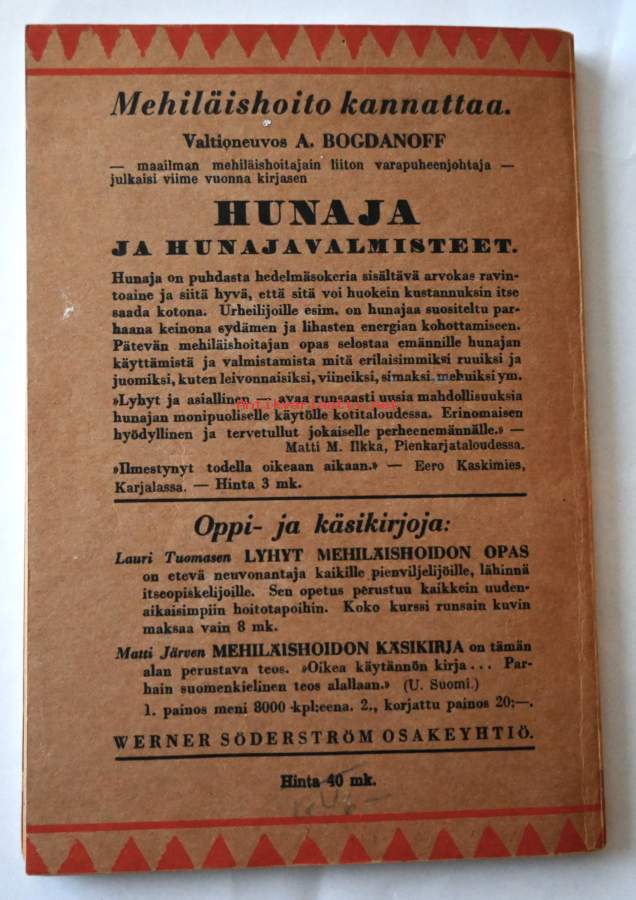 Mehiläishoito kannattaa.
Valtioneuvos A. BOGDANOFF
— maailman mehiläishoitajain liiton varapuheenjohtaja —
julkaisi viime vuonna kirjasen
HUNAJA
JA HUNAJAVALMISTEET.
Hunaja on puhdasta hedelmäsokeria sisältävä arvokas ravin-
toaine ja siitä hyvä, että sitä voi huokein kustannuksin itse
saada kotona. Urheilijoille esim. on hunajaa suositeltu par-
haana keinona sydämen ja lihasten energian kohottamiseen.
Pätevän mehiläishoitajan opas selostaa emännille hunajan
käyttämistä ja valmistamista mitä erilaisimmiksi ruuiksi ja
juomiksi, kuten leivonnaisiksi, viineiksi, simaksi, mehuiksi ym.
»Lyhyt ja asiallinen — avaa runsaasti uusia mahdollisuuksia
hunajan monipuoliselle käytölle kotitaloudessa. Erinomaisen
hyödyllinen ja tervetullut jokaiselle perheenemännälle.» —
Matti M. Ilkka, Pienkarjataloudessa.
»Ilmestynyt todella oikeaan aikaan.» — Eero Kaskimies,
Karjalassa. — Hinta 3 mk.
Oppi- ja käsikirjoja:
Lauri Tuomasen LYHYT MEHILÄISHOIDON OPAS
on etevä neuvonantaja kaikille pienviljelijöille, lähinnä
itseopiskelijoille. Sen opetus perustuu kaikkein uuden-
aikaisimpiin hoitotapoihin. Koko kurssi runsain kuvin
maksaa vain 8 mk.
Matti Järven MEHILÄISHOIDON KÄSIKIRJA on tämän
alan perustava teos. »Oikea käytännön kirja... Par-
hain suomenkielinen teos alallaan.» (U. Suomi.)
1. painos meni 8000 kpl:eena. 2., korjattu painos 20:—.
WERNER SÖDERSTRÖM OSAKEYHTIÖ.
Hinta 40 mk.